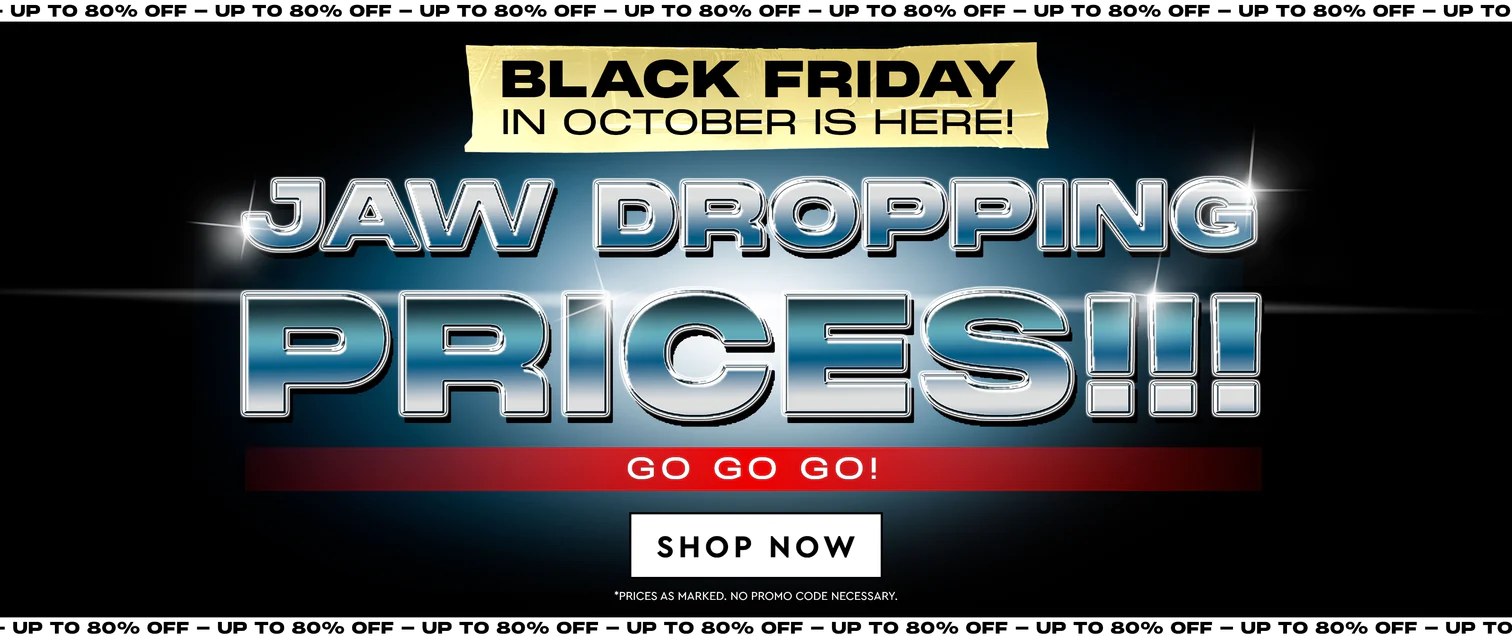 – UP TO 80% OFF – UP TO 80% OFF – UP TO 80% OFF – UP TO 80% OFF – UP TO 80% OFF – UP TO 80% OFF – UP TO 80% OFF – UP TO
BLACK FRIDAY
IN OCTOBER IS HERE!
JAW DROPPING
PRICES!!!
GO GO GO!
SHOP NOW
*PRICES AS MARKED. NO PROMO CODE NECESSARY.
– UP TO 80% OFF – UP TO 80% OFF – UP TO 80% OFF – UP TO 80% OFF – UP TO 80% OFF – UP TO 80% OFF – UP TO 80% OFF – UP TO